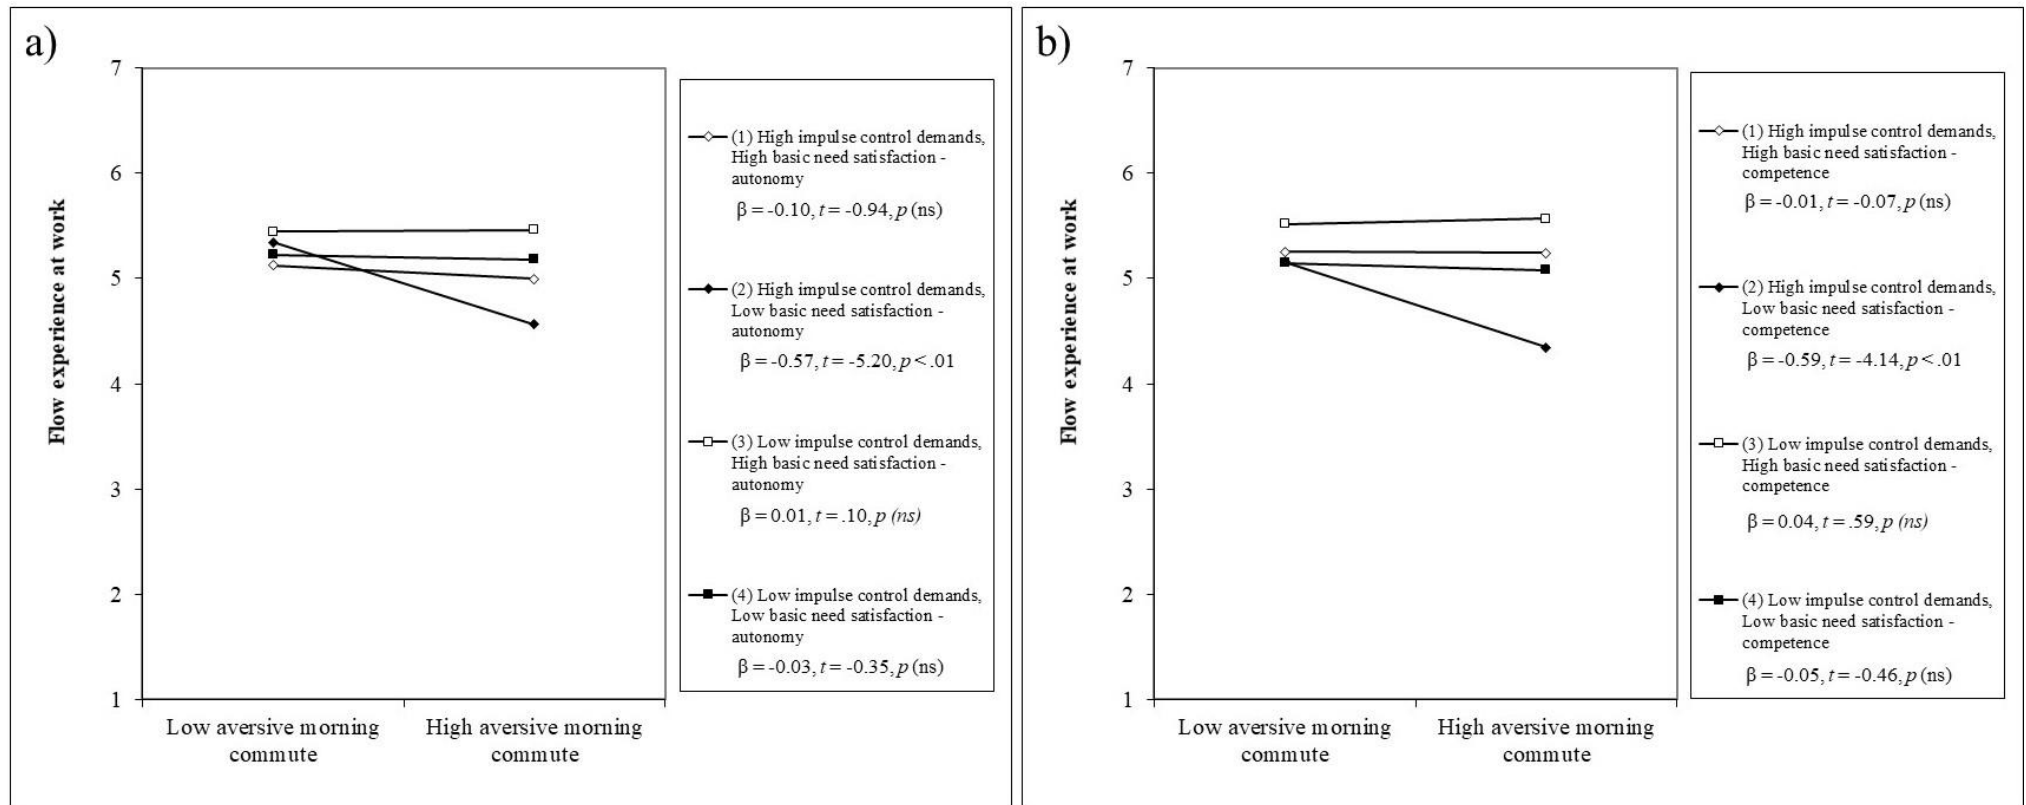 a)
Flow experience at work
7
6
5
4
3
2
1
Low aversive morning
commute
High aversive morning
commute
(1) High impulse control demands,
High basic need satisfaction -
autonomy
β = -0.10, t = -0.94, p (ns)
(2) High impulse control demands,
Low basic need satisfaction -
autonomy
β = -0.57, t = -5.20, p < .01
(3) Low impulse control demands,
High basic need satisfaction -
autonomy
β = 0.01, t = .10, p (ns)
(4) Low impulse control demands,
Low basic need satisfaction -
autonomy
β = -0.03, t = -0.35, p (ns)
b)
Flow experience at work
7
6
5
4
3
2
1
Low aversive morning
commute
High aversive morning
commute
(1) High impulse control demands,
High basic need satisfaction -
competence
β = -0.01, t = -0.07, p (ns)
(2) High impulse control demands,
Low basic need satisfaction -
competence
β = -0.59, t = -4.14, p < .01
(3) Low impulse control demands,
High basic need satisfaction -
competence
β = 0.04, t = .59, p (ns)
(4) Low impulse control demands,
Low basic need satisfaction -
competence
β = -0.05, t = -0.46, p (ns)